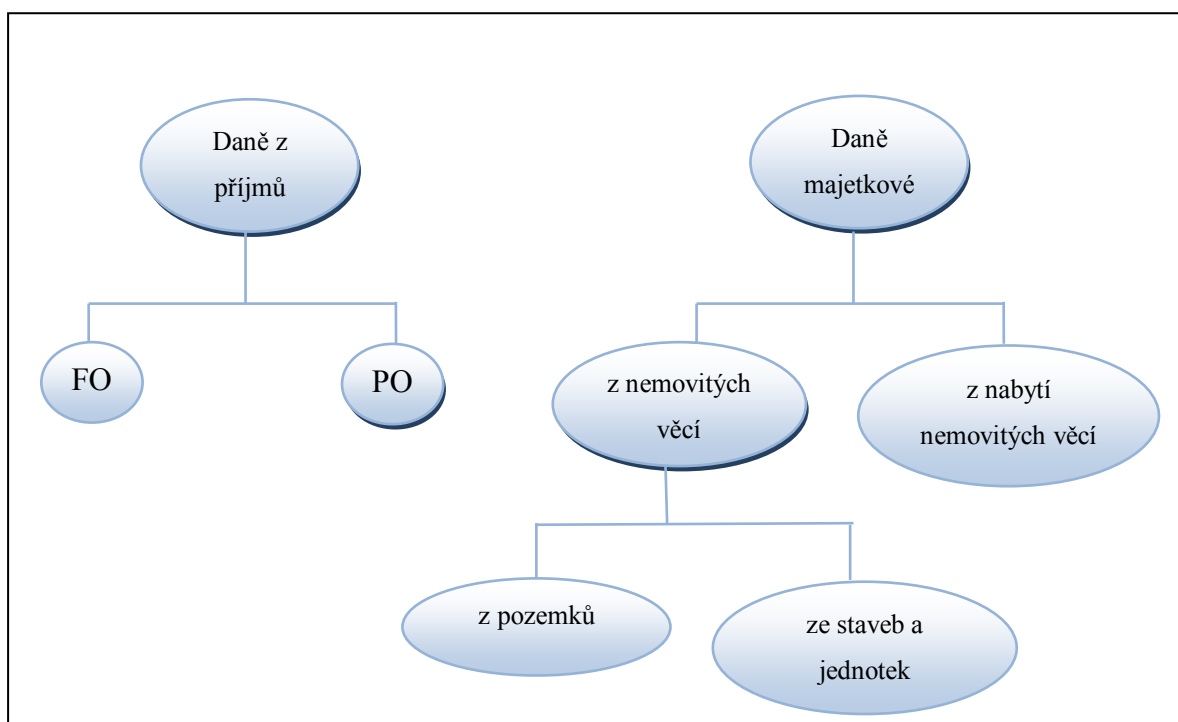 Daně z
příjmů
Daně
majetkové
FO
PO
z nemovitých
věcí
z nabytí
nemovitých věcí
z pozemků
ze staveb a
jednotek